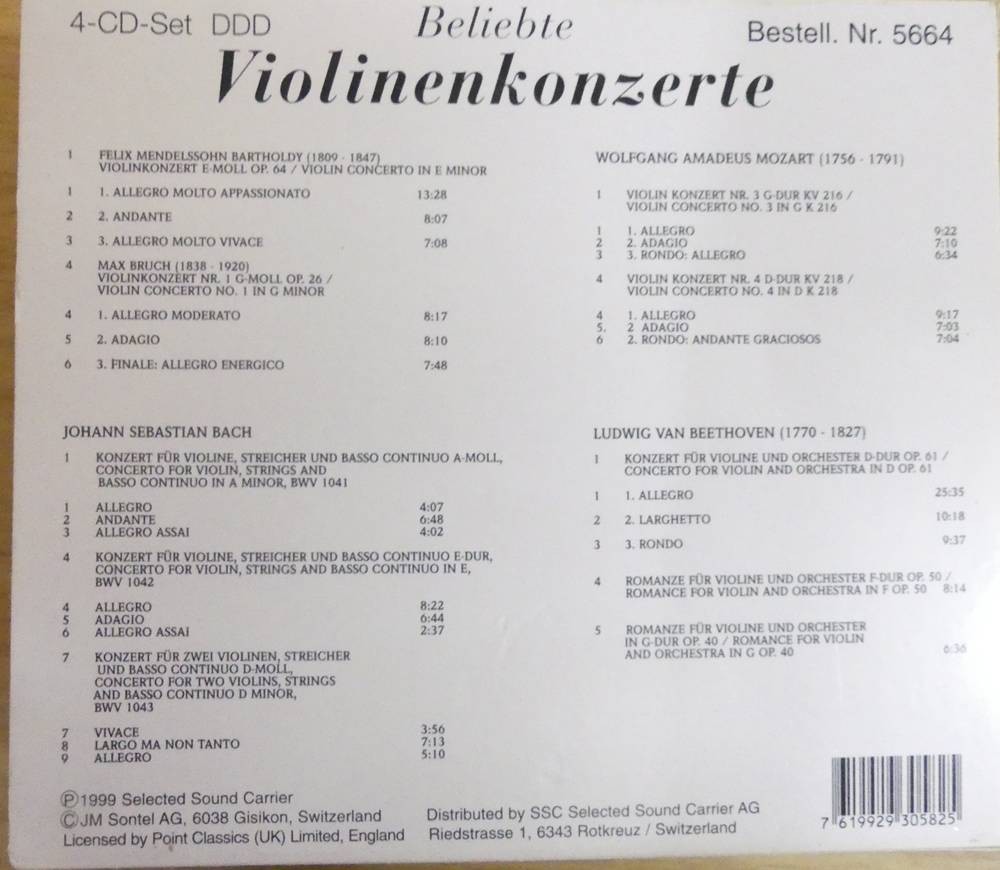 4-CD-Set DDD
Beliebte
Bestell. Nr. 5664
Violinenkonzerte
1 FELIX MENDELSSOHN BARTHOLDY (1809 - 1847)
VIOLINKONZERT E-MOLL OP. 64 / VIOLIN CONCERTO IN E MINOR
1 1. ALLEGRO MOLTO APPASSIONATO 13:28
2 2. ANDANTE 8:07
3 3. ALLEGRO MOLTO VIVACE 7:08
4 MAX BRUCH (1838 - 1920)
VIOLINKONZERT NR. 1 G-MOLL OP. 26 /
VIOLIN CONCERTO NO. 1 IN G MINOR
4 1. ALLEGRO MODERATO 8:17
5 2. ADAGIO 8:10
6 3. FINALE: ALLEGRO ENERGICO 7:48
WOLFGANG AMADEUS MOZART (1756 - 1791)
1 VIOLIN KONZERT NR. 3 G-DUR KV 216 /
VIOLIN CONCERTO NO. 3 IN G K 216
1 1. ALLEGRO 9:22
2 2. ADAGIO 7:10
3 3. RONDO: ALLEGRO 6:34
4 VIOLIN KONZERT NR. 4 D-DUR KV 218 /
VIOLIN CONCERTO NO. 4 IN D K 218
4 1. ALLEGRO 9:17
5. 2 ADAGIO 7:03
6 2. RONDO: ANDANTE GRACIOSOS 7:04
JOHANN SEBASTIAN BACH
1 KONZERT FÜR VIOLINE, STREICHER UND BASSO CONTINUO A-MOLL,
CONCERTO FOR VIOLIN, STRINGS AND
BASSO CONTINUO IN A MINOR, BWV 1041
1 ALLEGRO 4:07
2 ANDANTE 6:48
3 ALLEGRO ASSAI 4:02
4 KONZERT FÜR VIOLINE, STREICHER UND BASSO CONTINUO E-DUR,
CONCERTO FOR VIOLIN, STRINGS AND BASSO CONTINUO IN E,
BWV 1042
4 ALLEGRO 8:22
5 ADAGIO 6:44
6 ALLEGRO ASSAI 2:37
7 KONZERT FÜR ZWEI VIOLINEN, STREICHER
UND BASSO CONTINUO D-MOLL,
CONCERTO FOR TWO VIOLINS, STRINGS
AND BASSO CONTINUO D MINOR,
BWV 1043
7 VIVACE 3:56
8 LARGO MA NON TANTO 7:13
9 ALLEGRO 5:10
LUDWIG VAN BEETHOVEN (1770 - 1827)
1 KONZERT FÜR VIOLINE UND ORCHESTER D-DUR OP. 61 /
CONCERTO FOR VIOLIN AND ORCHESTRA IN D OP. 61
1 1. ALLEGRO 25:35
2 2. LARGHETTO 10:18
3 3. RONDO 9:37
4 ROMANZE FÜR VIOLINE UND ORCHESTER F-DUR OP. 50 /
ROMANCE FOR VIOLIN AND ORCHESTRA IN F OP. 50 8:14
5 ROMANZE FÜR VIOLINE UND ORCHESTER
IN G-DUR OP. 40 / ROMANCE FOR VIOLIN
AND ORCHESTRA IN G OP. 40 6:36
Ⓟ1999 Selected Sound Carrier
©JM Sontel AG, 6038 Gisikon, Switzerland
Licensed by Point Classics (UK) Limited, England
Distributed by SSC Selected Sound Carrier AG
Riedstrasse 1, 6343 Rotkreuz / Switzerland
7 619929 305825